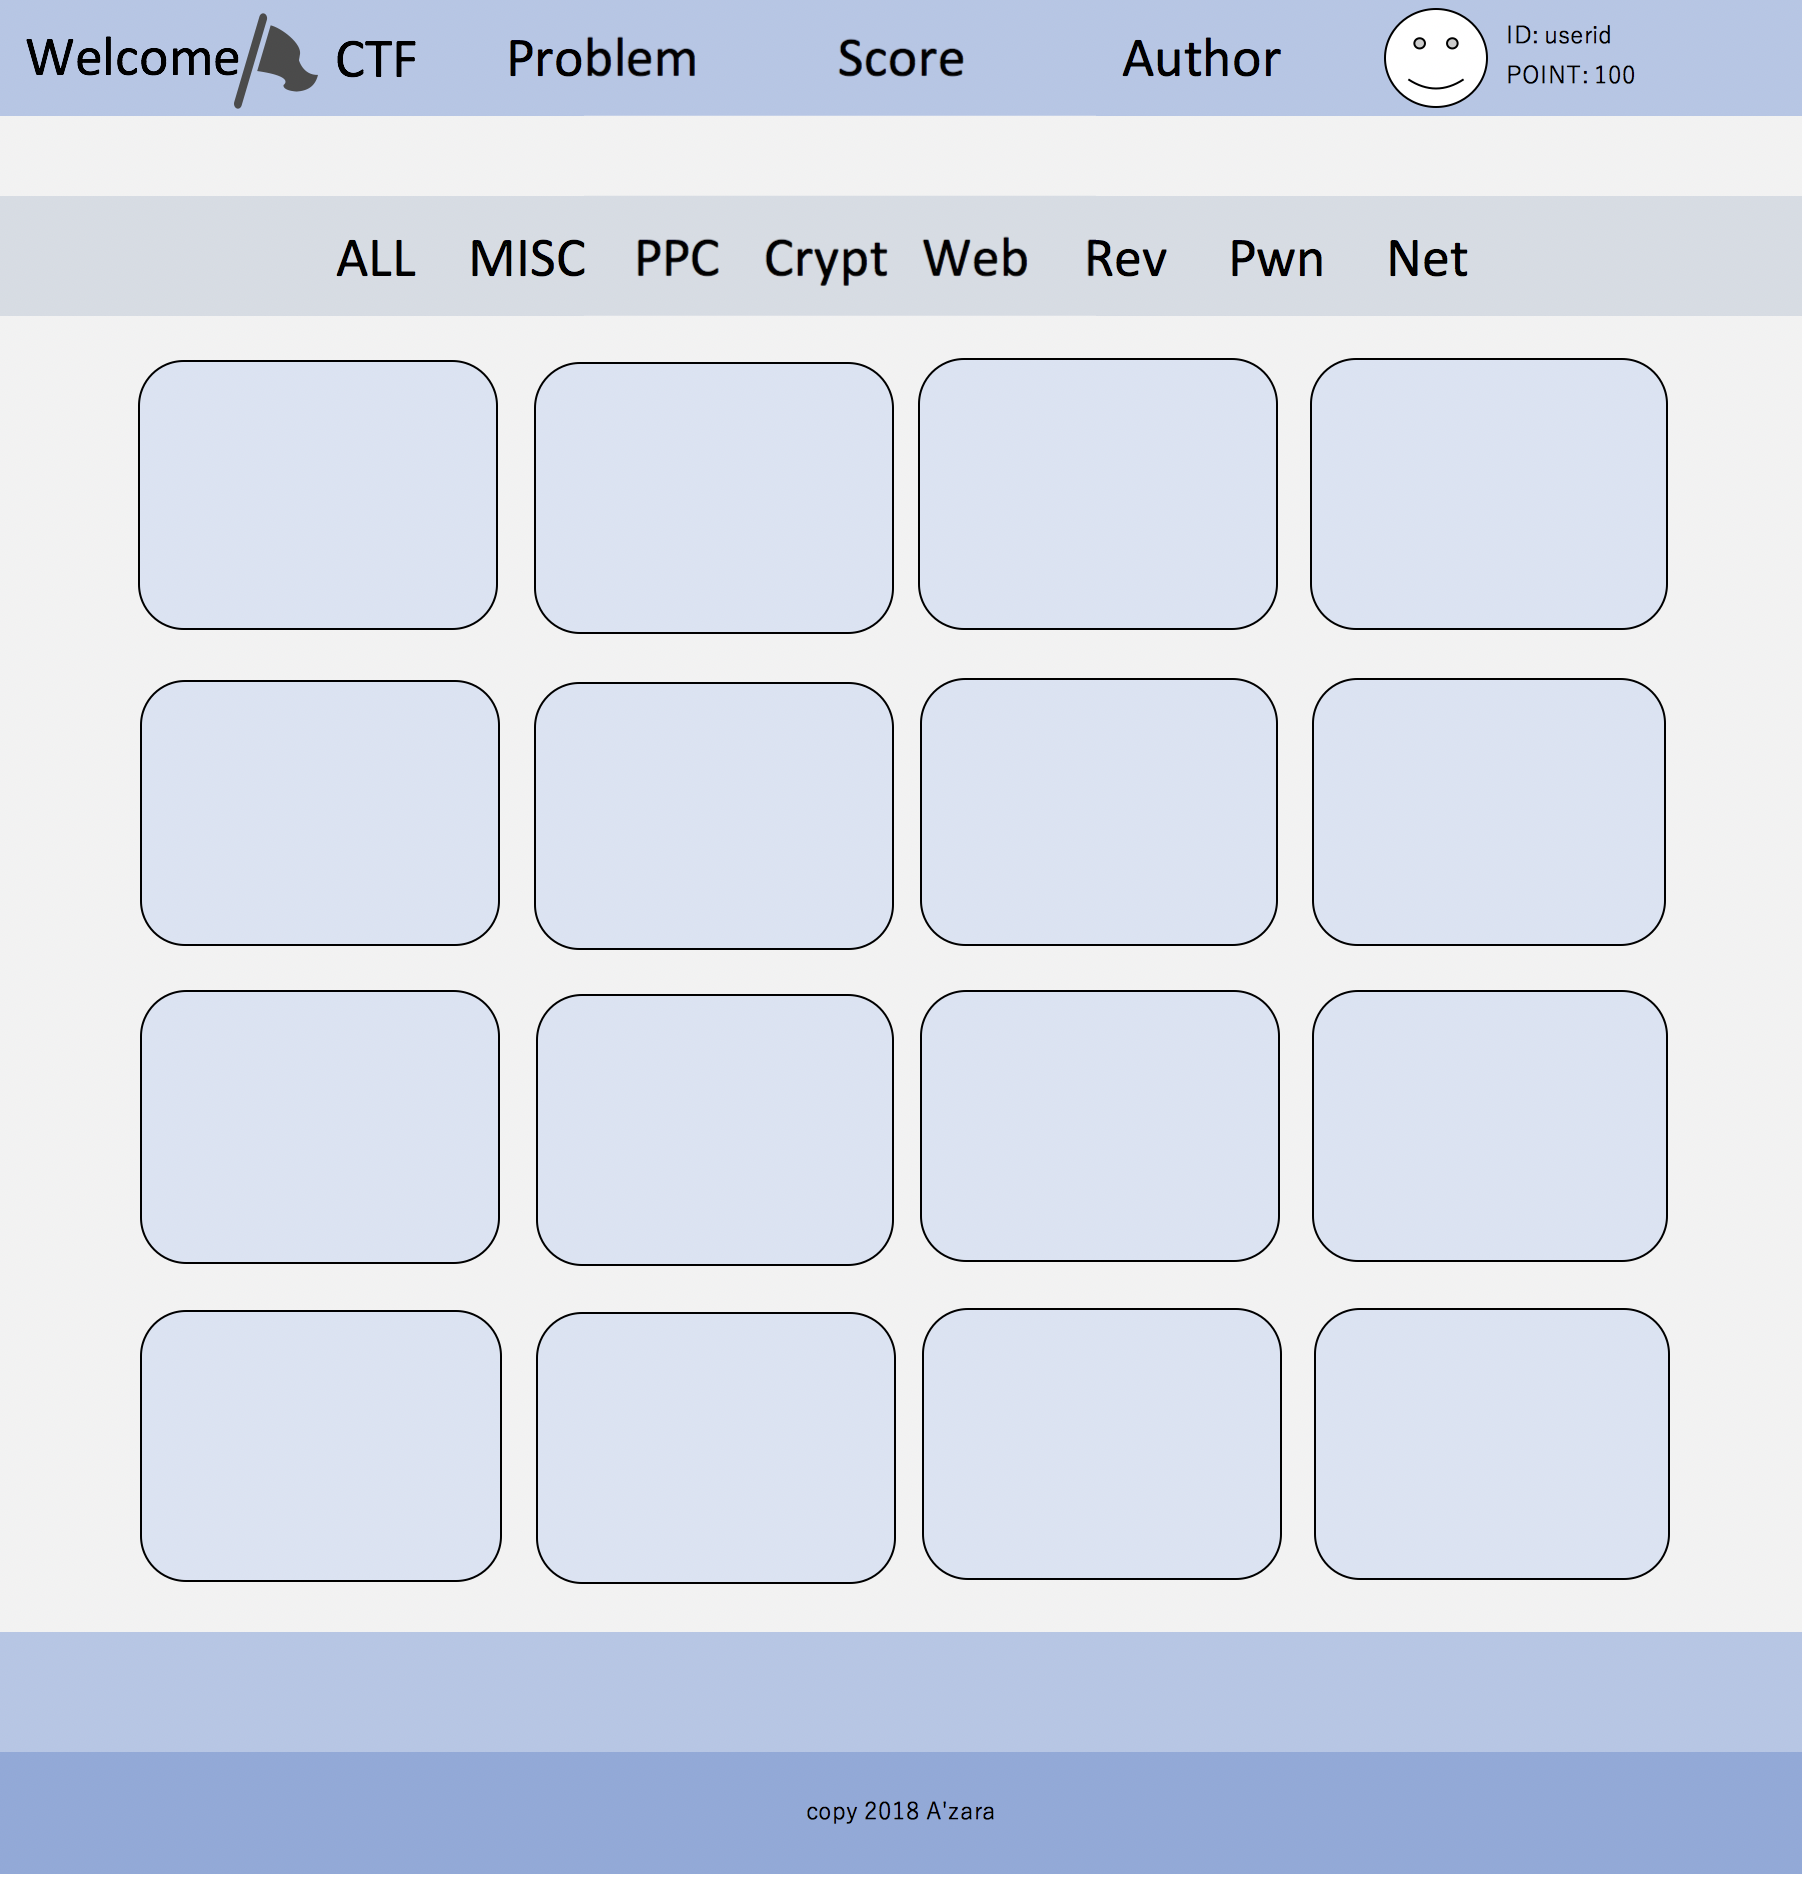 Welcome CTF Problem Score Author
ID: userid
POINT: 100
ALL MISC PPC Crypt Web Rev Pwn Net
copy 2018 A'zara